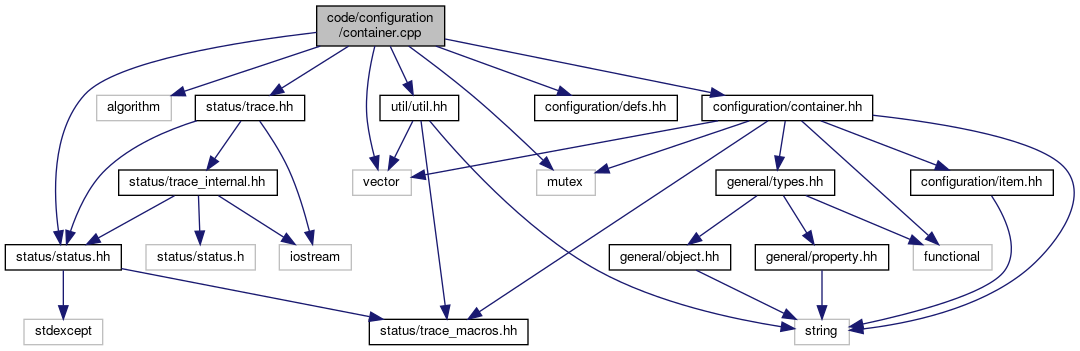 code/configuration
/container.cpp
algorithm
status/trace.hh
util/util.hh
configuration/defs.hh
configuration/container.hh
status/trace_internal.hh
vector
mutex
general/types.hh
configuration/item.hh
status/status.hh
status/status.h
iostream
general/object.hh
general/property.hh
functional
stdexcept
status/trace_macros.hh
string